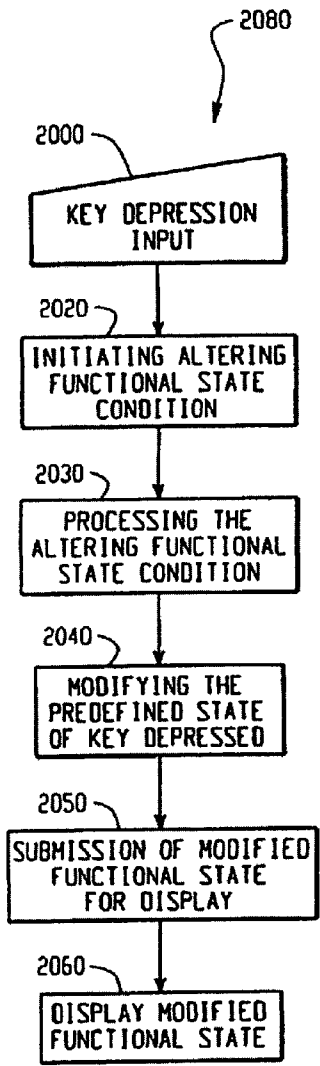 2080
2000
KEY DEPRESSION
INPUT
2020
INITIATING ALTERING
FUNCTIONAL STATE
CONDITION
2030
PROCESSING THE
ALTERING FUNCTIONAL
STATE CONDITION
2040
MODIFYING THE
PREDEFINED STATE
OF KEY DEPRESSED
2050
SUBMISSION OF MODIFIED
FUNCTIONAL STATE
FOR DISPLAY
2060
DISPLAY MODIFIED
FUNCTIONAL STATE